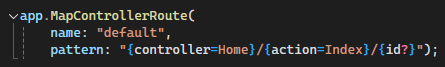 app.MapControllerRoute(
    name: "default",
    pattern: "{controller=Home}/{action=Index}/{id?}");